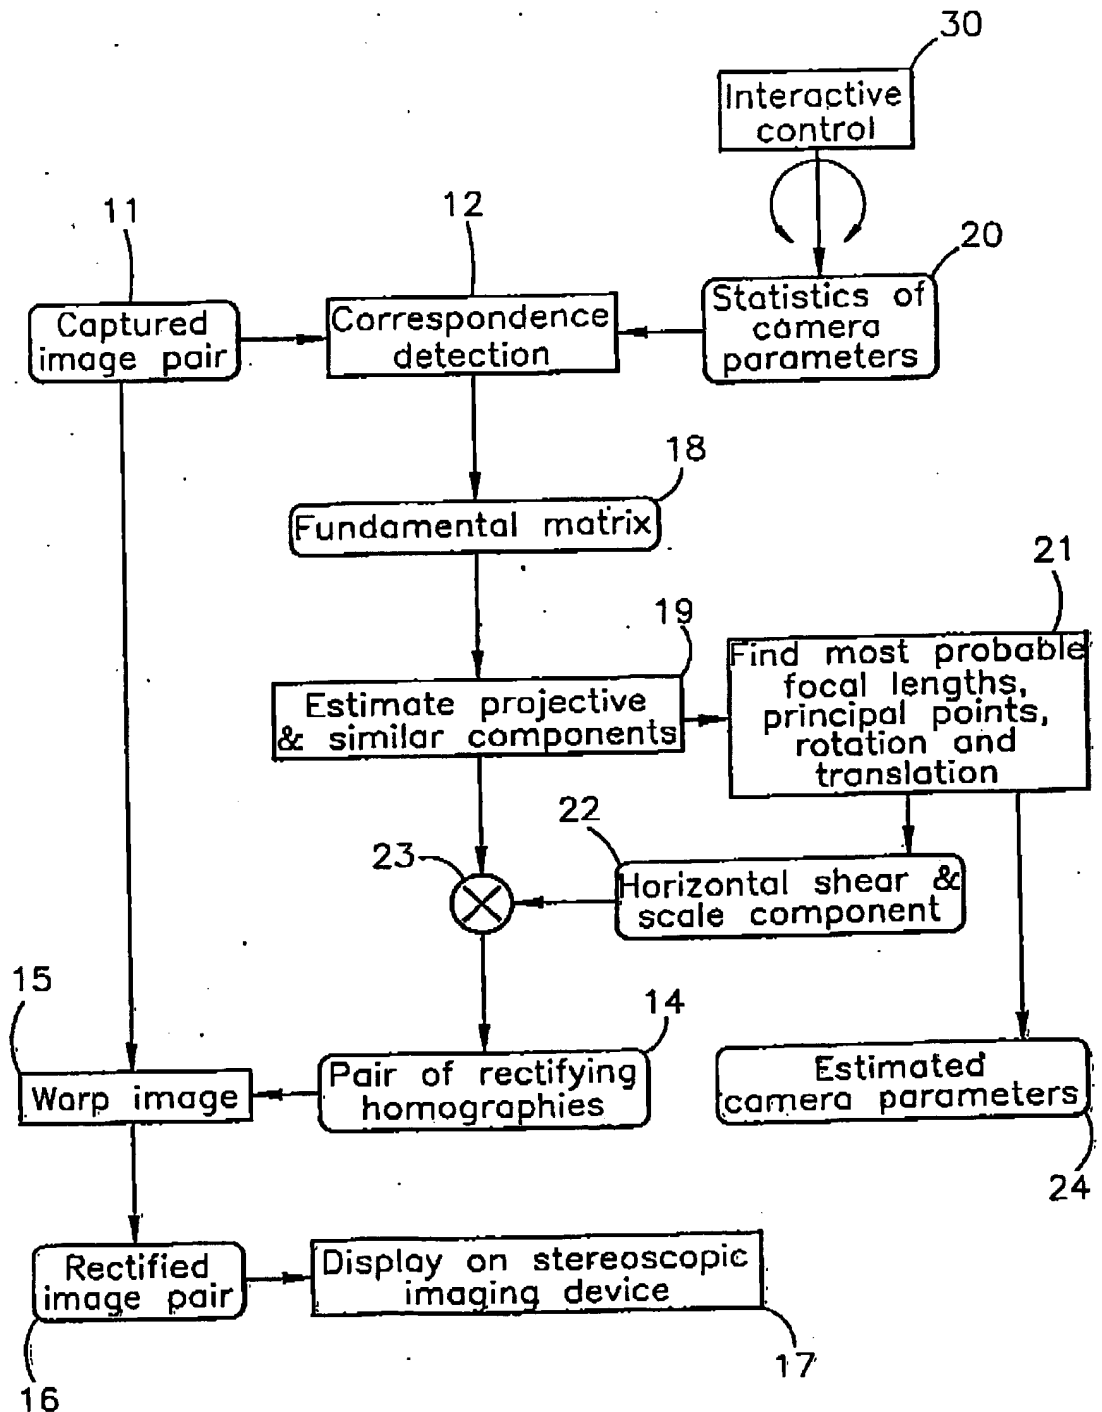 30
Interactive
control
11
12
20
Captured
image pair
Correspondence
detection
Statistics of
camera
parameters
18
Fundamental matrix
21
19
Estimate projective
& similar components
Find most probable
focal lengths,
principal points,
rotation and
translation
22
23
Horizontal shear &
scale component
15
14
Warp image
Pair of rectifying
homographies
Estimated
camera parameters
24
Rectified
image pair
Display on stereoscopic
imaging device
17
16